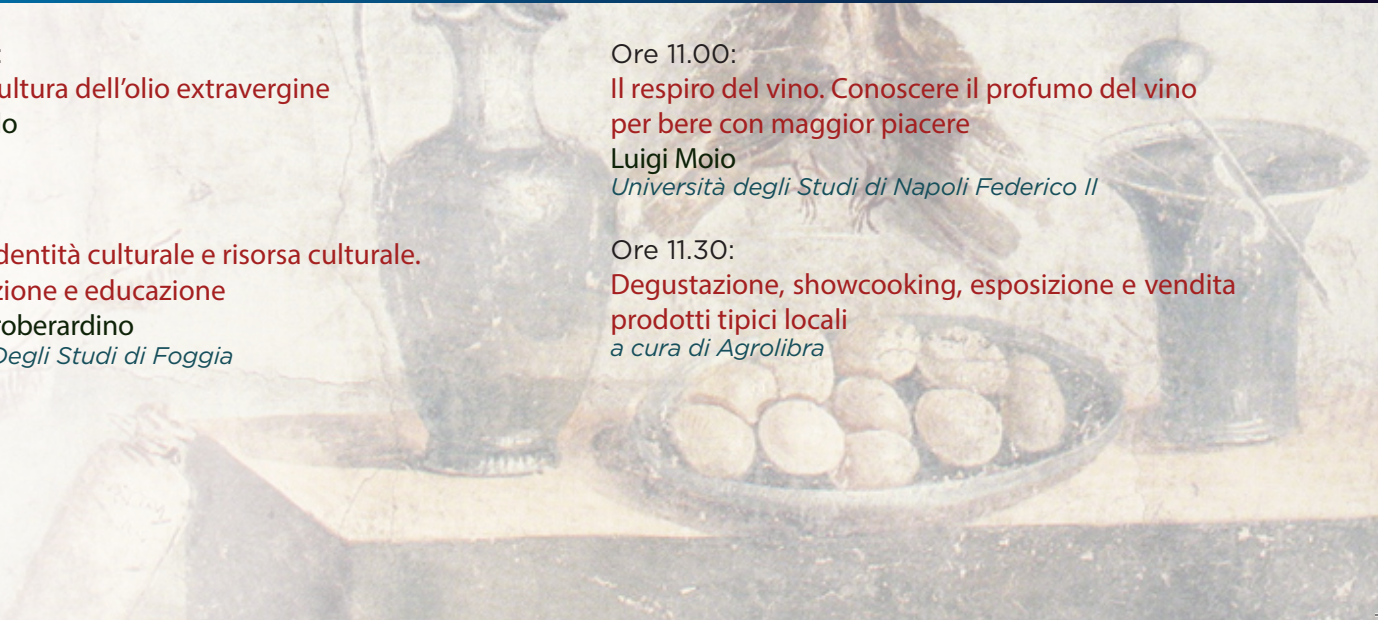 :
ultura dell'olio extravergine
o
dentità culturale e risorsa culturale.
zione e educazione
roberardino
Degli Studi di Foggia
Ore 11.00:
Il respiro del vino. Conoscere il profumo del vino
per bere con maggior piacere
Luigi Moio
Università degli Studi di Napoli Federico II
Ore 11.30:
Degustazione, showcooking, esposizione e vendita
prodotti tipici locali
a cura di Agrolibra